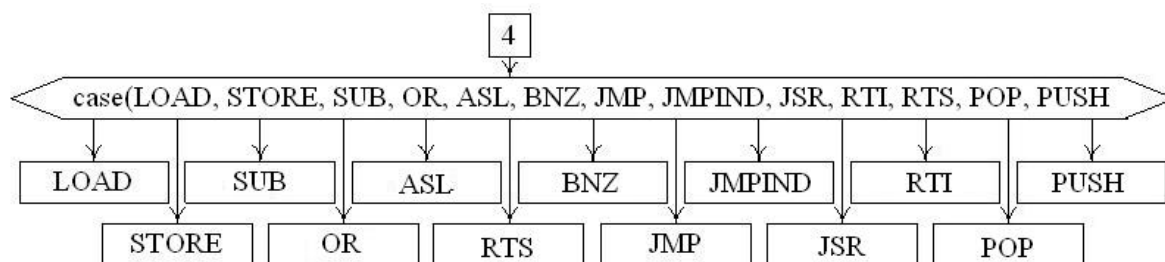 4
case(LOAD, STORE, SUB, OR, ASL, BNZ, JMP, JMPIND, JSR, RTI, RTS, POP, PUSH
LOAD SUB ASL BNZ JMPIND RTI PUSH
STORE OR RTS JMP JSR POP